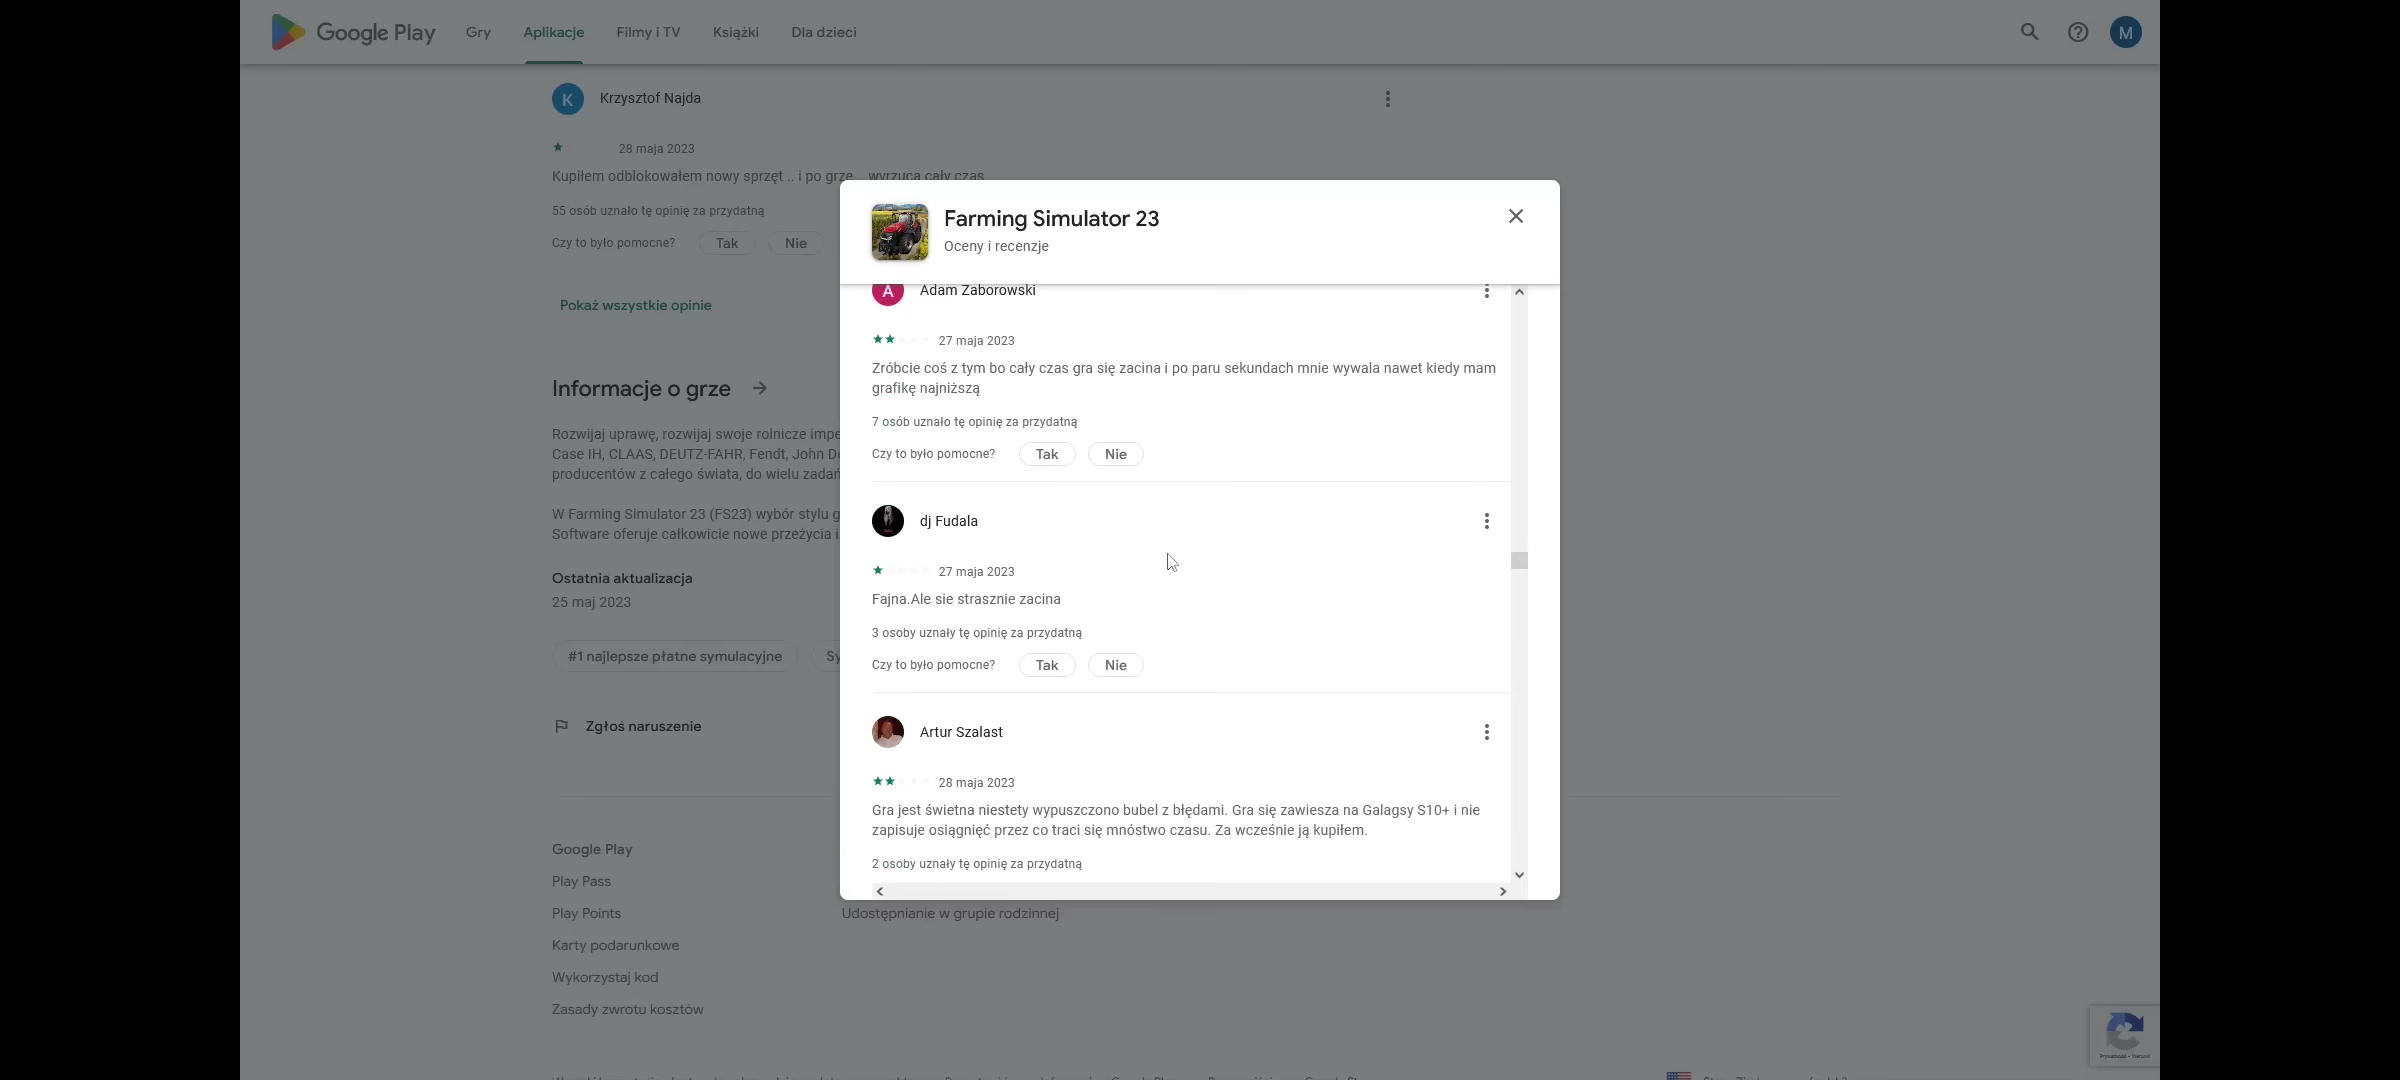 Google Play
Gry
Aplikacje
Filmy i TV
Książki
Dla dzieci
M
K
Krzysztof Najda
28 maja 2023
Kupiłem odblokowałem nowy sprzęt .. i po grze... wyrzuca cały czas
55 osób uznało tę opinię za przydatną
Czy to było pomocne?
Tak
Nie
Pokaż wszystkie opinie
Informacje o grze
Rozwijaj uprawę, rozwijaj swoje rolnicze
Case IH, CLAAS, DEUTZ-FAHR, Fendt, John
producentów z całego świata, do wielu
W Farming Simulator 23 (FS23) wybór stylu
Software oferuje całkowicie nowe przeżycia i
Ostatnia aktualizacja
25 maj 2023
#1 najlepsze płatne symulacyjne
Zgłoś naruszenie
Google Play
Play Pass
Play Points
Karty podarunkowe
Wykorzystaj kod
Zasady zwrotu kosztów
Udostępnianie w grupie rodzinnej
Farming Simulator 23
Oceny i recenzje
A
Adam Zaborowski
27 maja 2023
Zróbcie coś z tym bo cały czas gra się zacina i po paru sekundach mnie wywala nawet kiedy mam
grafikę najniższą
7 osób uznało tę opinię za przydatną
Czy to było pomocne?
Tak
Nie
dj Fudala
27 maja 2023
Fajna.Ale sie strasznie zacina
3 osoby uznały tę opinię za przydatną
Czy to było pomocne?
Tak
Nie
Artur Szalast
28 maja 2023
Gra jest świetna niestety wypuszczono bubel z błędami. Gra się zawiesza na Galagsy S10+ i nie
zapisuje osiągnięć przez co traci się mnóstwo czasu. Za wcześnie ją kupiłem.
2 osoby uznały tę opinię za przydatną